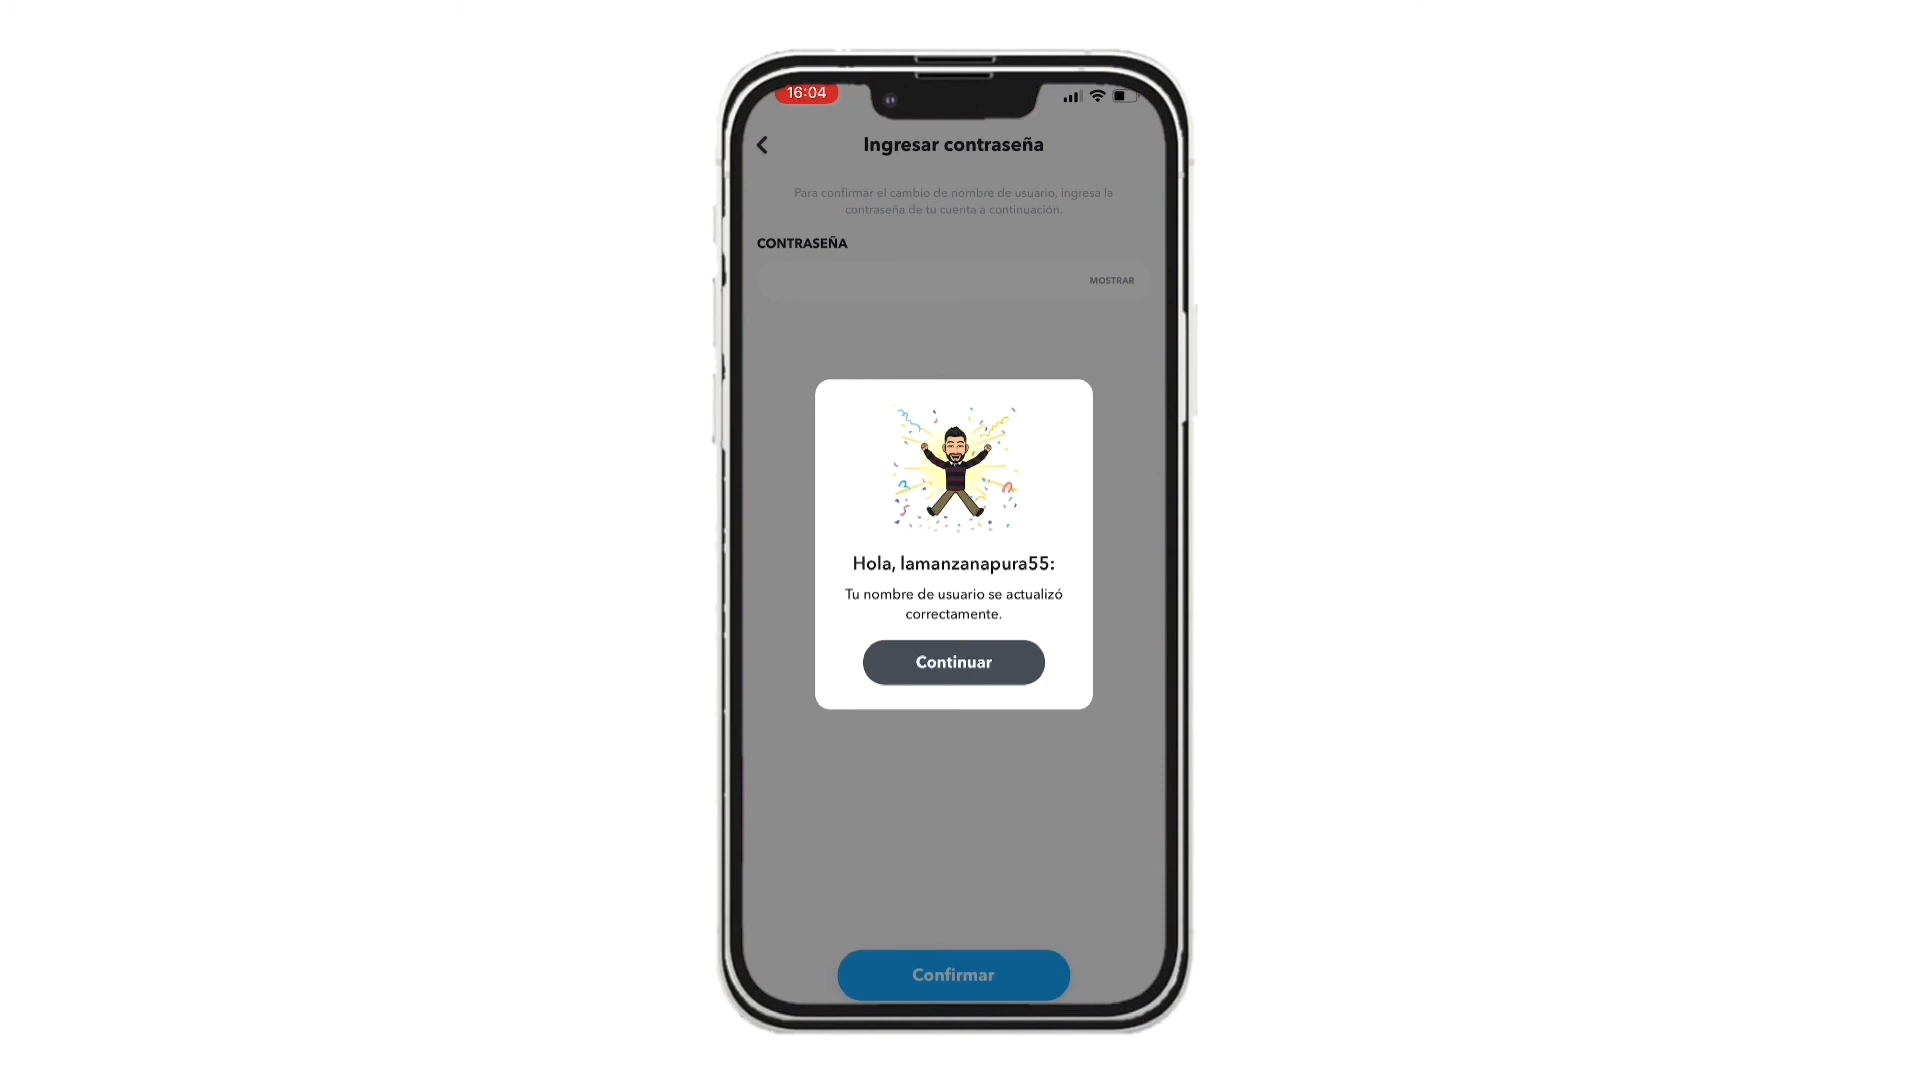 16:04
Ingresar contraseña
Para confirmar el cambio de nombre de usuario, ingresa la
contraseña de tu cuenta a continuación.
CONTRASEÑA
MOSTRAR
Hola, lamanzanapura55:
Tu nombre de usuario se actualizó
correctamente.
Continuar
Confirmar